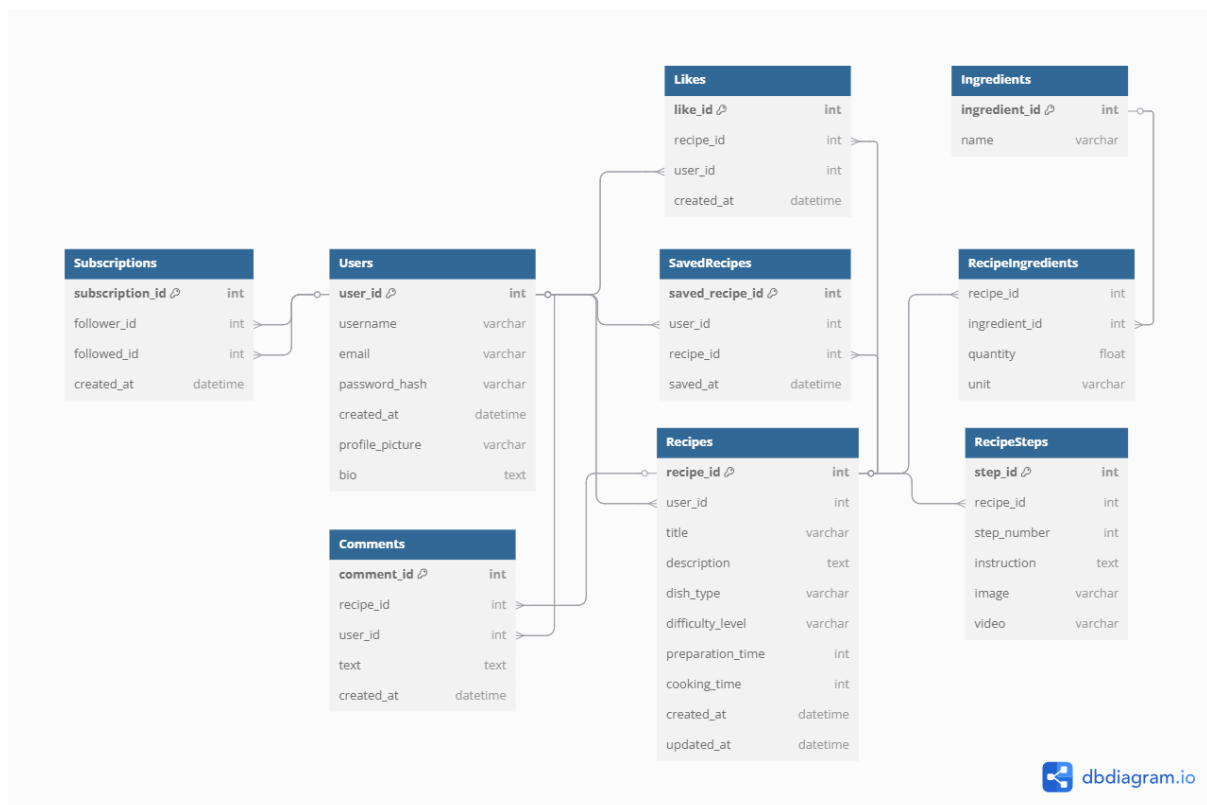 Likes
like_id int
recipe_id int
user_id int
created_at datetime
Ingredients
ingredient_id int
name varchar
Subscriptions
subscription_id int
follower_id int
followed_id int
created_at datetime
Users
user_id int
username varchar
email varchar
password_hash varchar
created_at datetime
profile_picture varchar
bio text
SavedRecipes
saved_recipe_id int
user_id int
recipe_id int
saved_at datetime
RecipeIngredients
recipe_id int
ingredient_id int
quantity float
unit varchar
Comments
comment_id int
recipe_id int
user_id int
text text
created_at datetime
Recipes
recipe_id int
user_id int
title varchar
description text
dish_type varchar
difficulty_level varchar
preparation_time int
cooking_time int
created_at datetime
updated_at datetime
RecipeSteps
step_id int
recipe_id int
step_number int
instruction text
image varchar
video varchar
dbdiagram.io